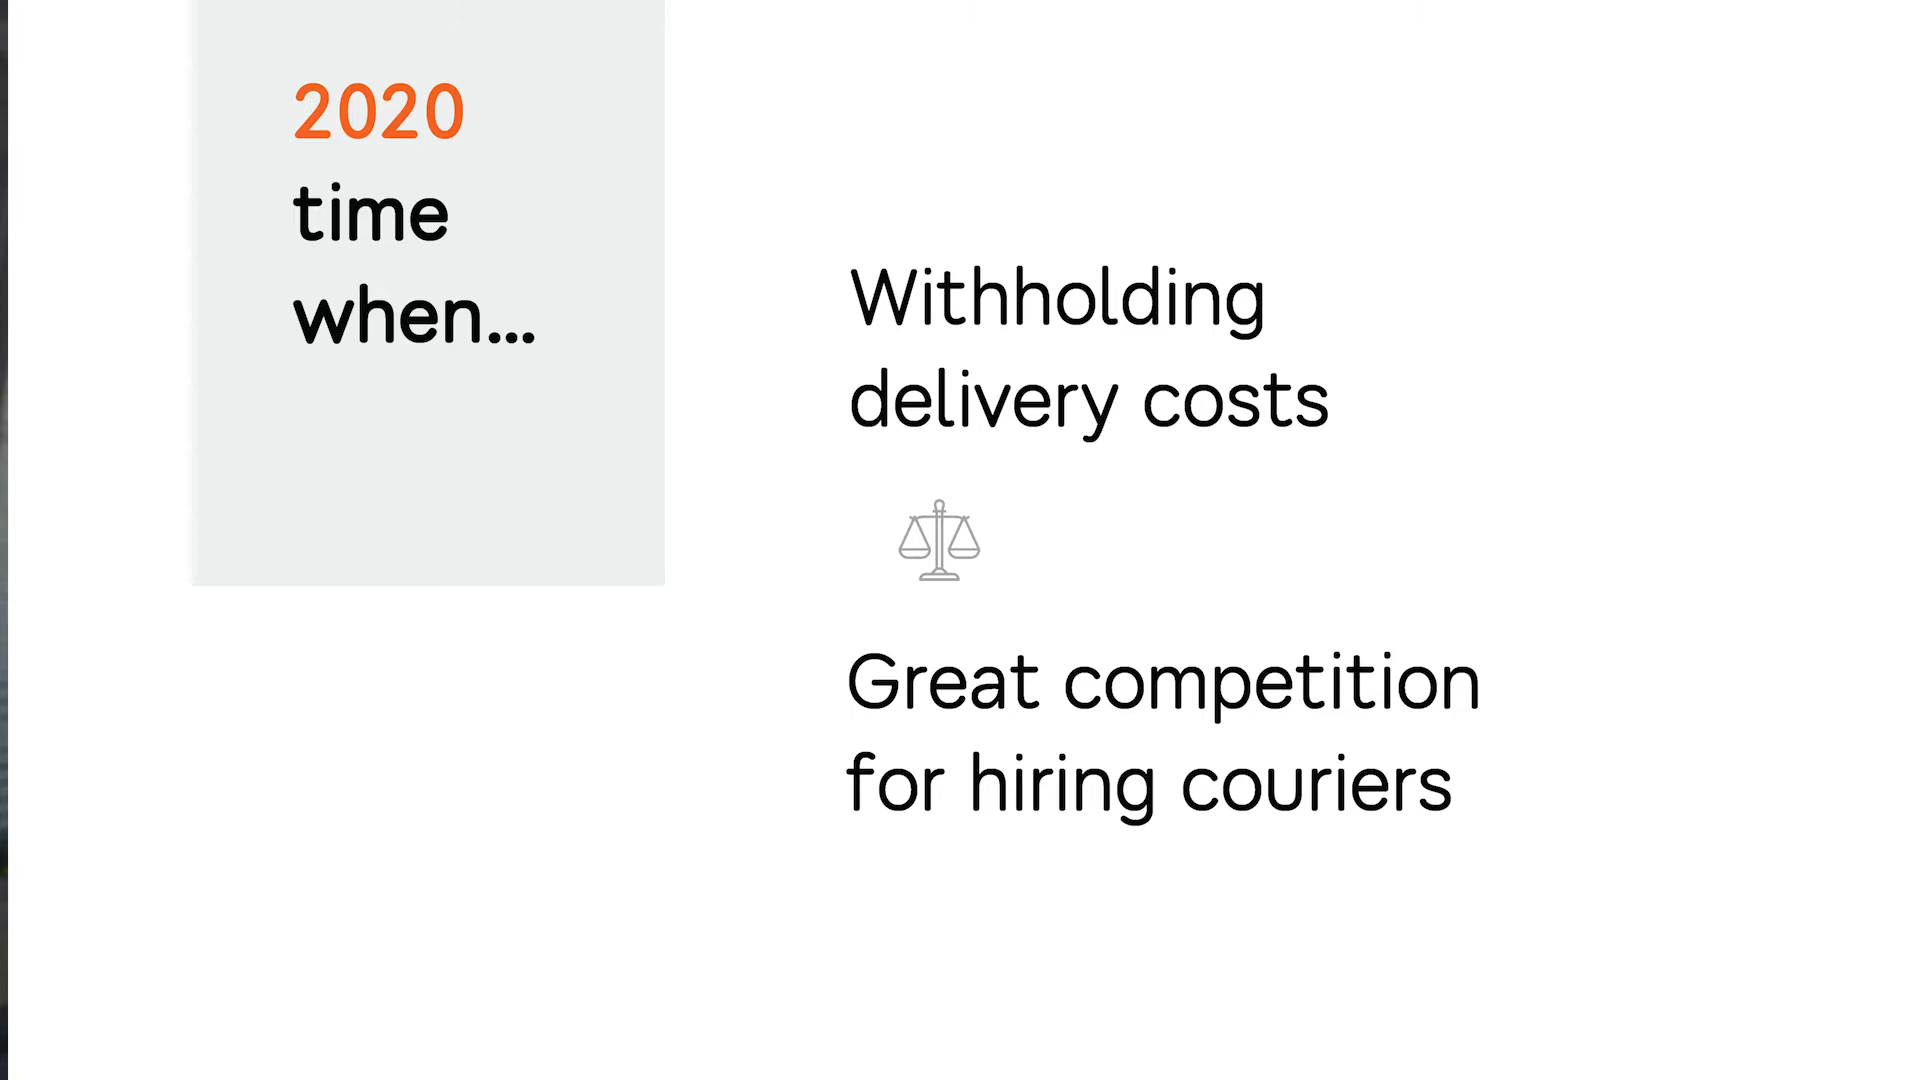 2020
time
when...
Withholding
delivery costs
Great competition
for hiring couriers